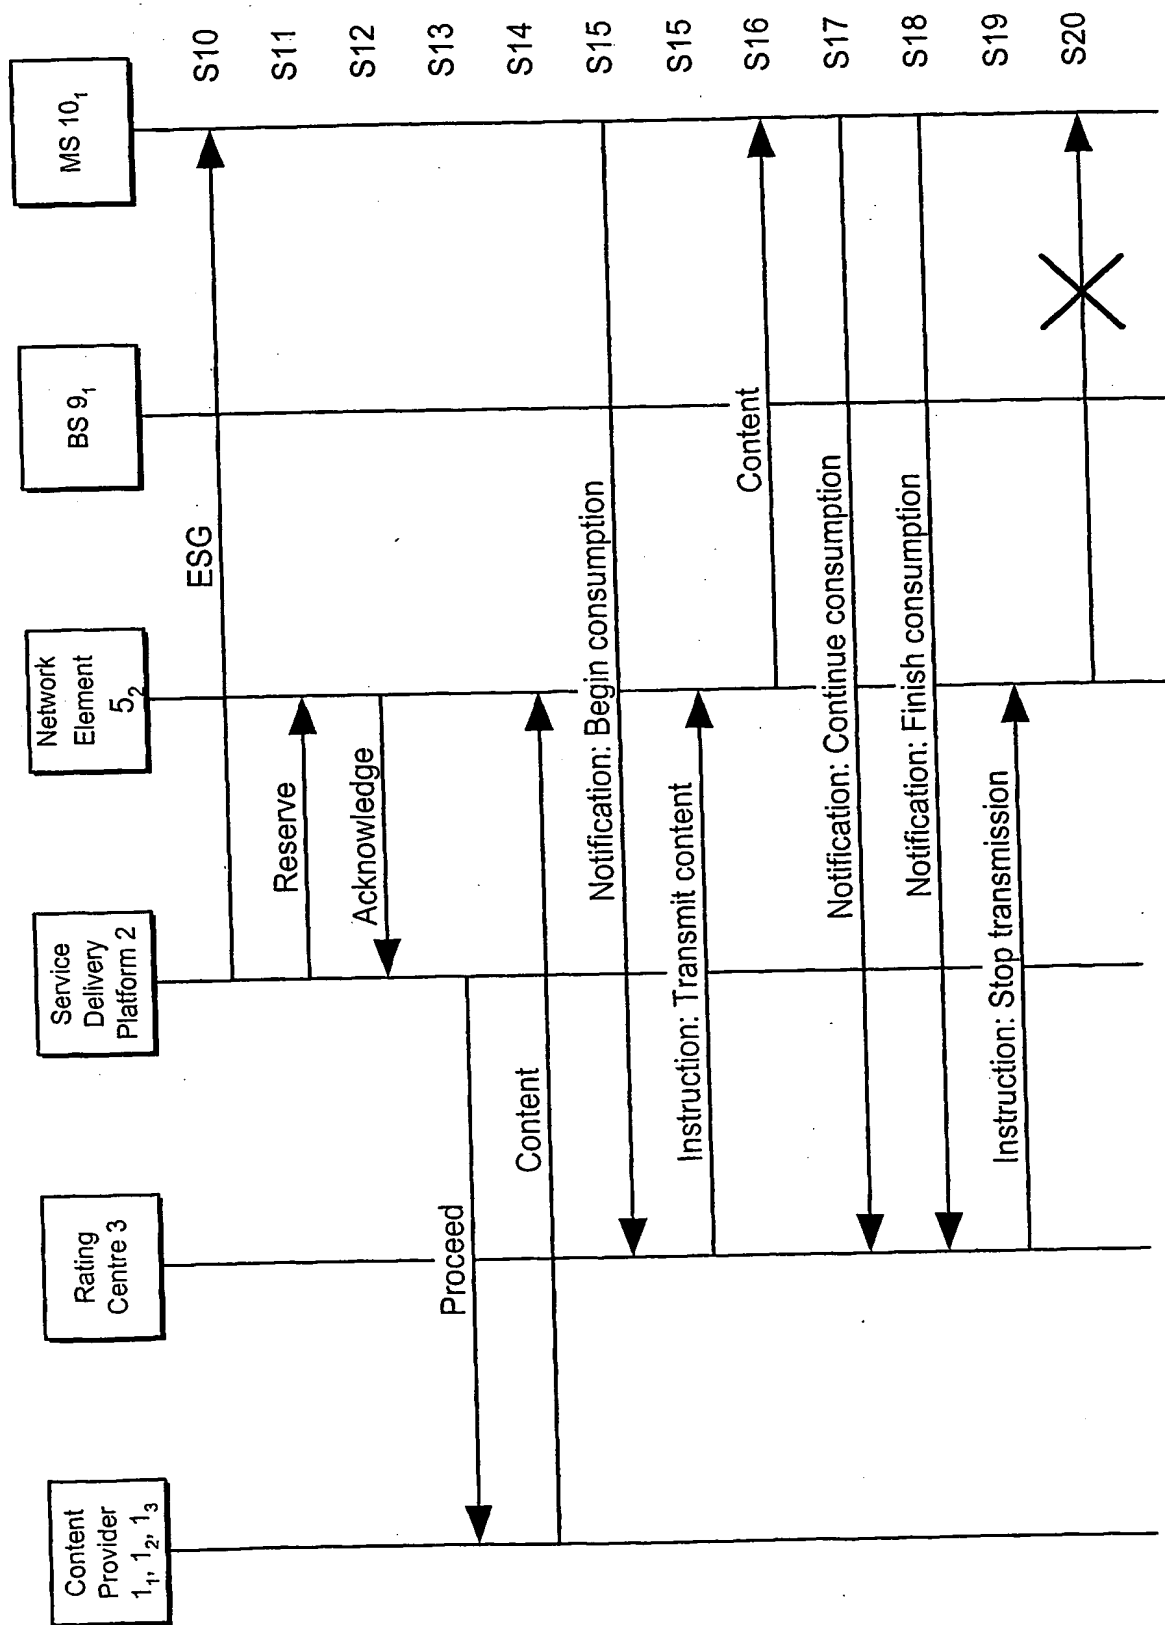 Content
Provider
1₁, 1₂, 1₃
Rating
Centre 3
Service
Delivery
Platform 2
Network
Element
5₂
BS 9₁
MS 10₁
ESG
S10
Reserve
S11
Acknowledge
S12
Proceed
S13
Content
S14
Notification: Begin consumption
S15
Instruction: Transmit content
S15
Content
S16
Notification: Continue consumption
S17
Notification: Finish consumption
S18
Instruction: Stop transmission
S19
S20